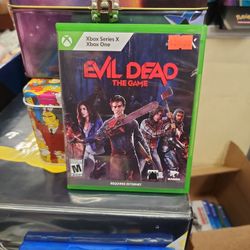 Xbox Series X
Xbox One
EVIL DEAD
THE GAME
M
REQUIRES INTERNET